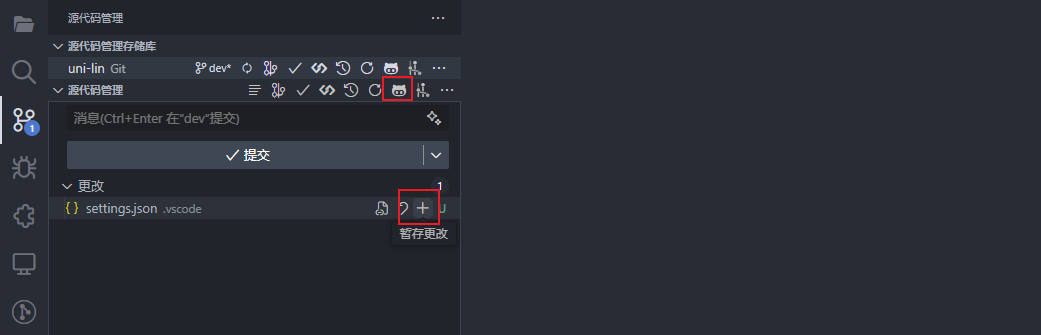 源代码管理
源代码管理存储库
uni-lin Git dev*
源代码管理
消息(Ctrl+Enter 在“dev”提交)
提交
更改 1
{} settings.json .vscode U
暂存更改
1